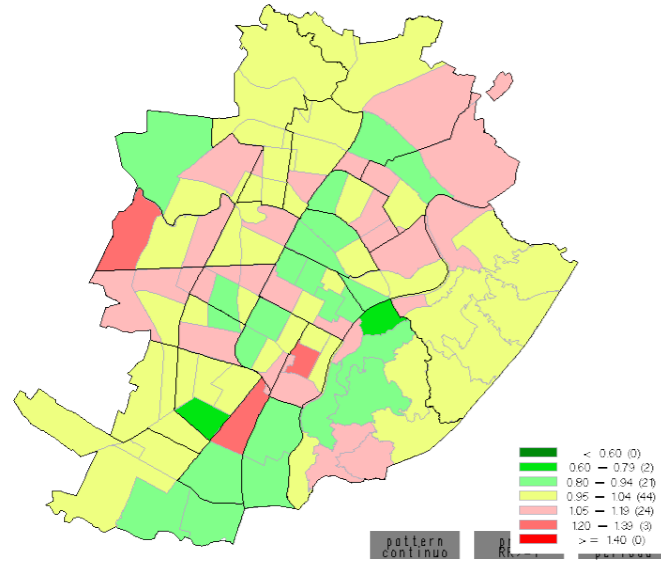 < 0.60 (0)
0.60 — 0.79 (2)
0.80 — 0.94 (21)
0.95 — 1.04 (44)
1.05 — 1.19 (24)
1.20 — 1.39 (3)
>= 1.40 (0)
pattern
continuo